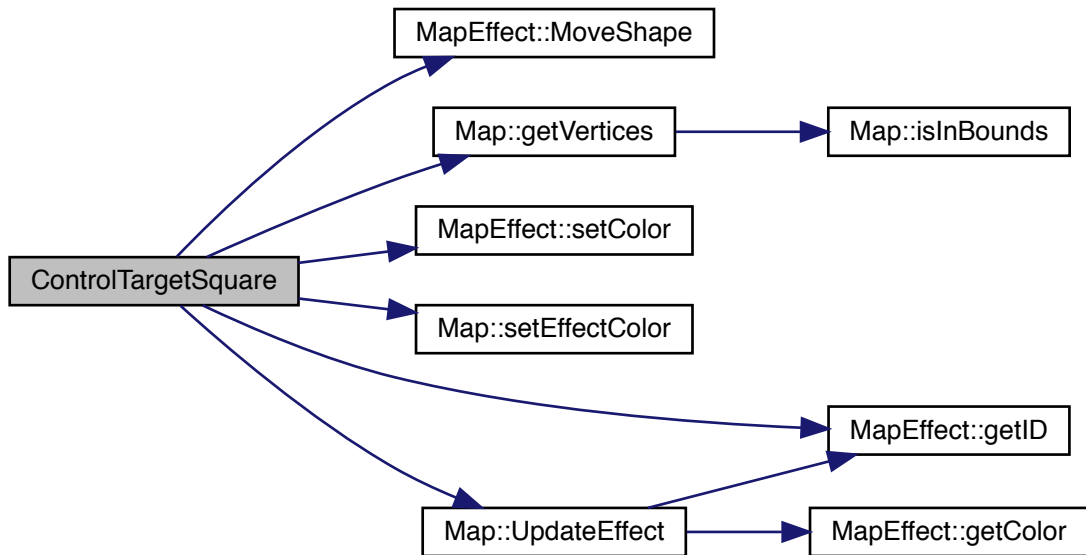 MapEffect::MoveShape
Map::getVertices
Map::isInBounds
MapEffect::setColor
ControlTargetSquare
Map::setEffectColor
MapEffect::getID
Map::UpdateEffect
MapEffect::getColor